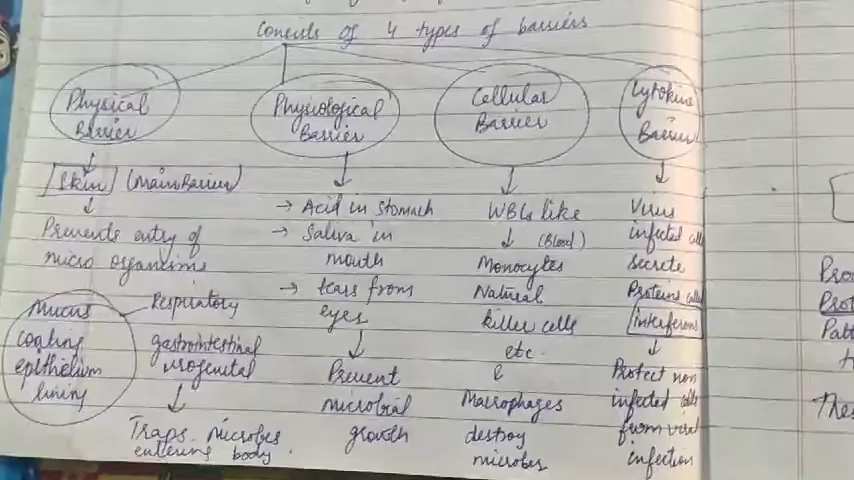 Consists of 4 types of barriers
Physical
Barrier
Skin (Main Barrier)
Prevents entry of
micro organisms
Mucus
coating
epithelium
lining
Respiratory
gastrointestinal
urogenital
Traps microbes
entering body.
Physiological
Barrier
→ Acid in stomach
→ Saliva in
mouth
→ tears from
eyes
Prevent
microbial
growth
Cellular
Barrier
WBCs like
(Blood)
Monocytes
Natural
killer cells
etc.
&
Macrophages
destroy
microbes
Cytokine
Barrier
Virus
infected cells
secrete
Proteins called
interferons
Protect non
infected cells
from viral
infection